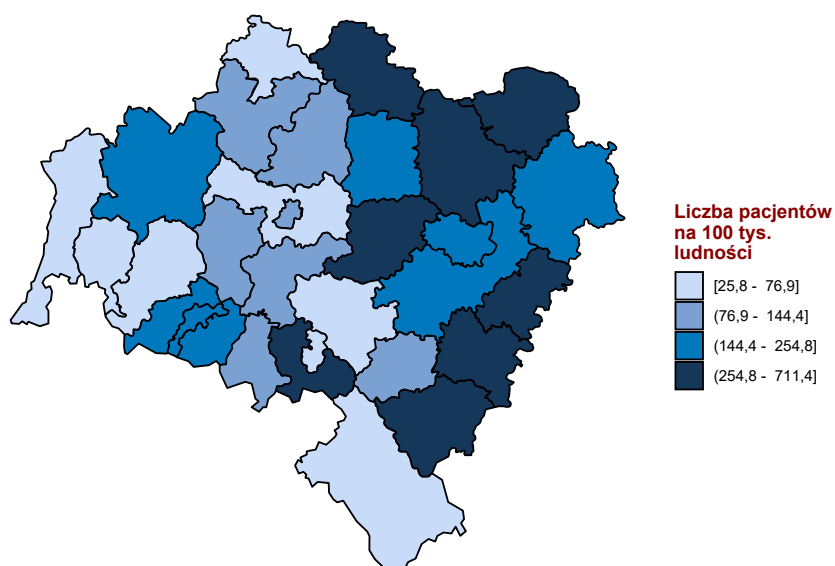 Liczba pacjentów
na 100 tys.
ludności
[25,8 - 76,9]
(76,9 - 144,4]
(144,4 - 254,8]
(254,8 - 711,4]